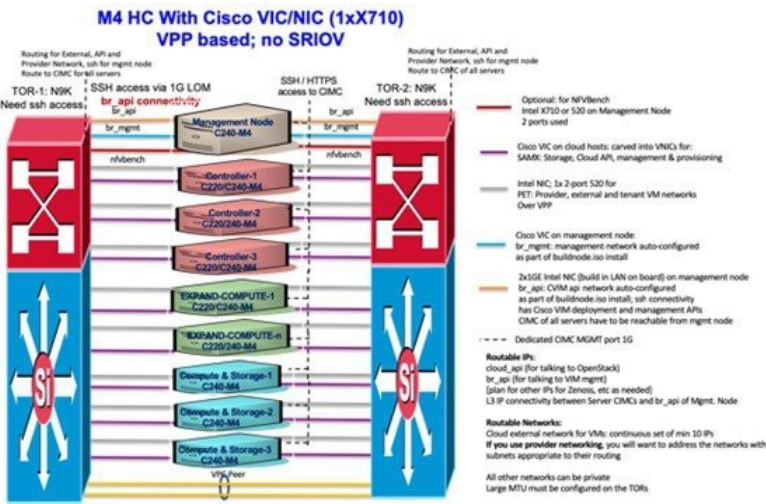 M4 HC With Cisco VIC/NIC (1xX710)
VPP based; no SRIOV
Routing for External, API and
Provider Network, ssh for mgmt node
Route to CIMC for all servers
Routing for External, API and
Provider Network, ssh for mgmt node
Route to CIMC of all servers
TOR-1: N9K
Need ssh access
SSH access via 1G LOM
br_api connectivity
SSH / HTTPS
access to CIMC
TOR-2: N9K
Need ssh access
br_api
br_mgmt
nfvbench
Management Node
C240-M4
br_api
br_mgmt
nfvbench
Controller-1
C220/C240-M4
Controller-2
C220/240-M4
Controller-3
C220/C240-M4
EXPAND-COMPUTE-1
C220/C240-M4
EXPAND-COMPUTE-n
C220/240-M4
Compute & Storage-1
C240-M4
Compute & Storage-2
C240-M4
Compute & Storage-3
C240-M4
Si
Si
VPC Peer
Optional: for NFVBench
Intel X710 or 520 on Management Node
2 ports used
Cisco VIC on cloud hosts: carved into VNICs for:
SAMX: Storage, Cloud API, management & provisioning
Intel NIC; 1x 2-port 520 for
PET: Provider, external and tenant VM networks
Over VPP
Cisco VIC on management node:
br_mgmt: management network auto-configured
as part of buildnode.iso install
2x1GE Intel NIC (build in LAN on board) on management node
br_api: CVIM api network auto-configured
as part of buildnode.iso install; ssh connectivity
has Cisco VIM deployment and management APIs
CIMC of all servers have to be reachable from mgmt node
Dedicated CIMC MGMT port 1G
Routable IPs:
cloud_api (for talking to OpenStack)
br_api (for talking to VIM mgmt)
[plan for other IPs for Zenoss, etc as needed]
L3 IP connectivity between Server CIMCs and br_api of Mgmt. Node
Routable Networks:
Cloud external network for VMs: continuous set of min 10 IPs
If you use provider networking, you will want to address the networks with
subnets appropriate to their routing
All other networks can be private
Large MTU must be configured on the TORs